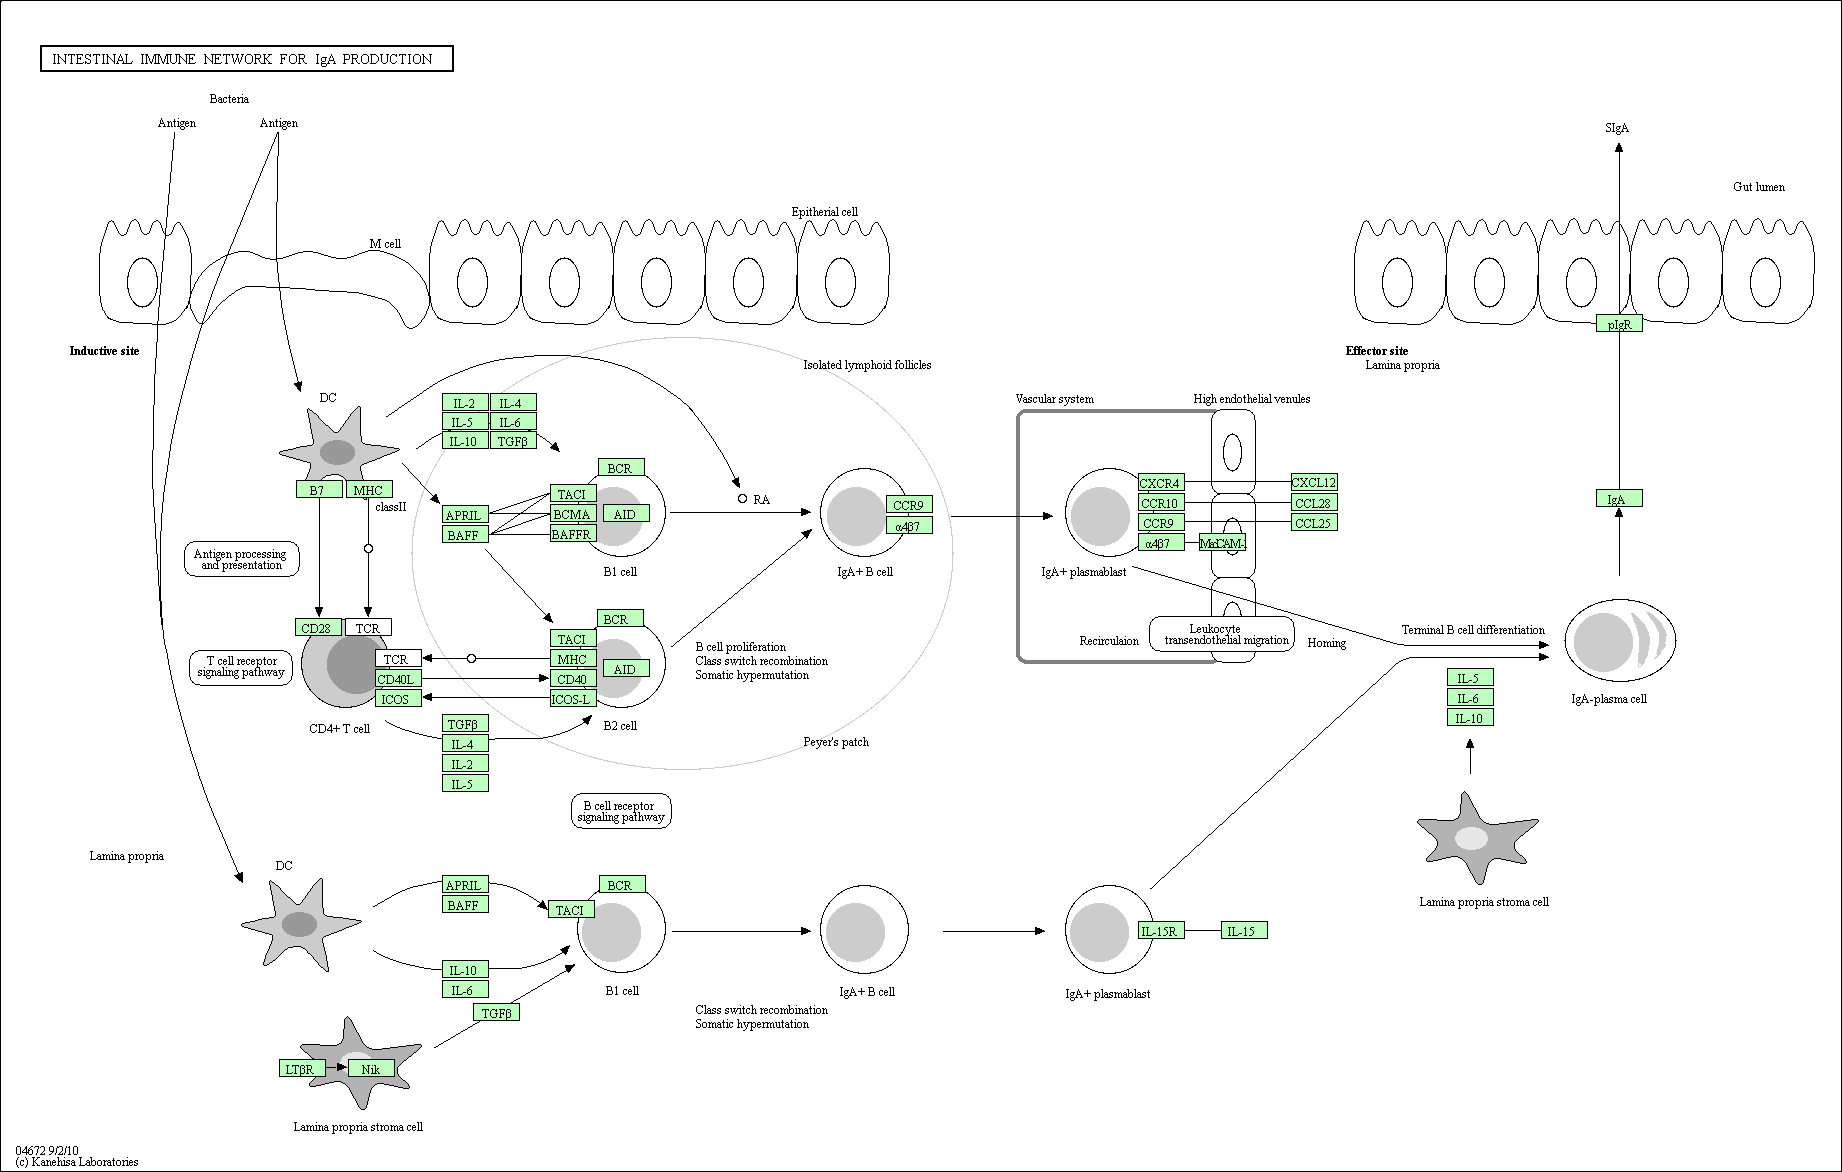 INTESTINAL IMMUNE NETWORK FOR IgA PRODUCTION
Bacteria
Antigen
Antigen
SIgA
Gut lumen
Epitherial cell
M cell
pIgR
Inductive site
Effector site
Lamina propria
Isolated lymphoid follicles
DC
IL-2
IL-4
IL-5
IL-6
IL-10
TGFβ
Vascular system
High endothelial venules
B7
MHC
classII
BCR
TACI
BCMA
BAFFR
AID
APRIL
BAFF
RA
CCR9
α4β7
CXCR4
CCR10
CCR9
α4β7
CXCL12
CCL28
CCL25
IgA
Antigen processing
and presentation
B1 cell
IgA+ B cell
IgA+ plasmablast
CD28
TCR
BCR
TACI
MHC
CD40
ICOS-L
AID
TCR
CD40L
ICOS
T cell receptor
signaling pathway
B cell proliferation
Class switch recombination
Somatic hypermutation
Recirculaion
Leukocyte
transendothelial migration
Homing
Terminal B cell differentiation
IL-5
IL-6
IL-10
IgA-plasma cell
CD4+ T cell
B2 cell
TGFβ
IL-4
IL-2
IL-5
Peyer's patch
B cell receptor
signaling pathway
Lamina propria
DC
APRIL
BAFF
BCR
TACI
IL-15R
IL-15
Lamina propria stroma cell
IL-10
IL-6
TGFβ
B1 cell
IgA+ B cell
IgA+ plasmablast
Class switch recombination
Somatic hypermutation
LTβR
Nik
Lamina propria stroma cell
04672 9/2/10
(c) Kanehisa Laboratories